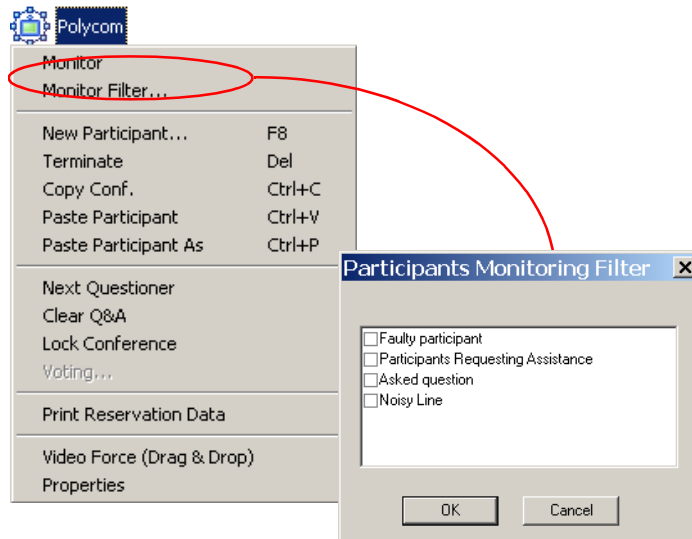 Polycom
Monitor
Monitor Filter...
New Participant... F8
Terminate Del
Copy Conf. Ctrl+C
Paste Participant Ctrl+V
Paste Participant As Ctrl+P
Next Questioner
Clear Q&A
Lock Conference
Voting...
Print Reservation Data
Video Force (Drag & Drop)
Properties
Participants Monitoring Filter
Faulty participant
Participants Requesting Assistance
Asked question
Noisy Line
OK Cancel